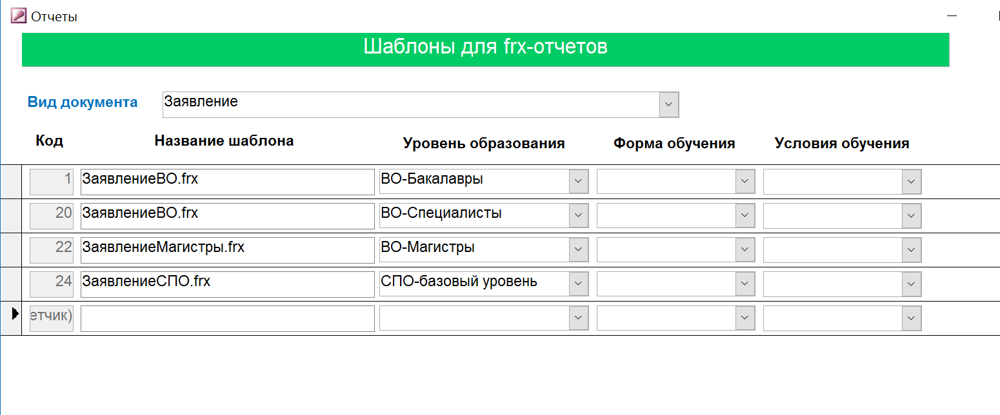 Отчеты
Шаблоны для frx-отчетов
Вид документа Заявление
Код Название шаблона Уровень образования Форма обучения Условия обучения
1 ЗаявлениеВО.frx ВО-Бакалавры
20 ЗаявлениеВО.frx ВО-Специалисты
22 ЗаявлениеМагистры.frx ВО-Магистры
24 ЗаявлениеСПО.frx СПО-базовый уровень
етчик)